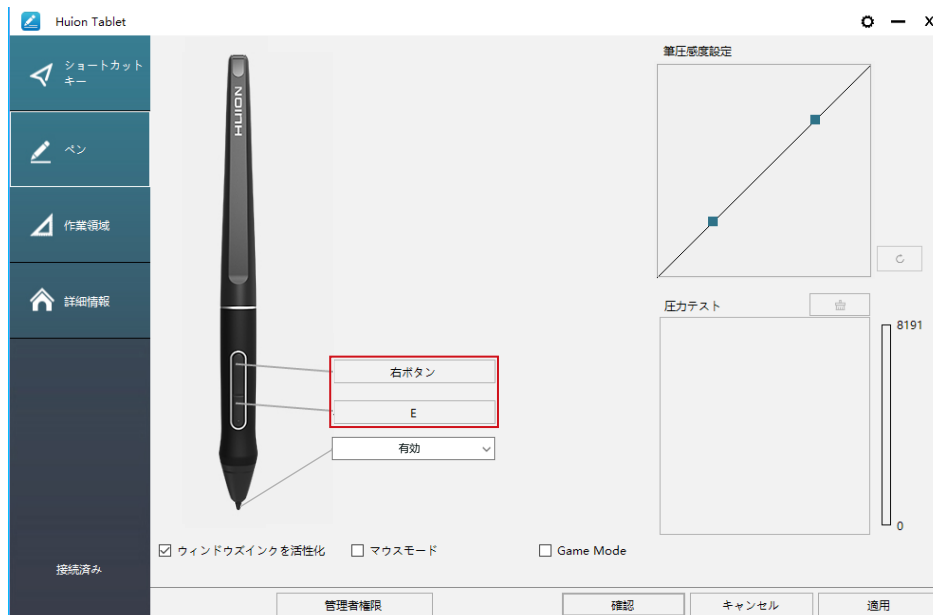 Huion Tablet
ショートカット
キー
ペン
作業領域
詳細情報
接続済み
HUION
右ボタン
E
有効
筆圧感度設定
圧力テスト
8191
0
ウィンドウズインクを活性化
マウスモード
Game Mode
管理者権限
確認
キャンセル
適用